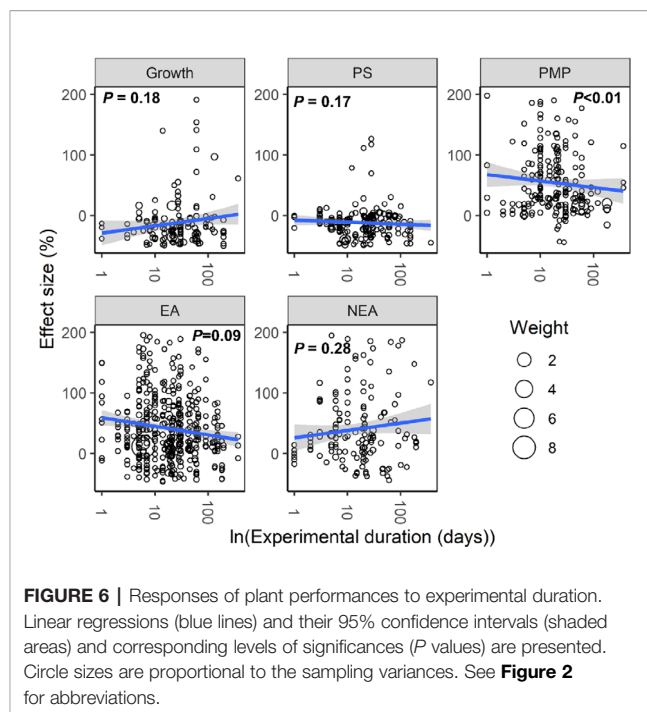 Growth
PS
PMP
P = 0.18
P = 0.17
P<0.01
200
100
0
1
10
100
200
100
0
1
10
100
200
100
0
1
10
100
Effect size (%)
EA
NEA
P=0.09
P = 0.28
200
100
0
1
10
100
200
100
0
1
10
100
Weight
2
4
6
8
ln(Experimental duration (days))
FIGURE 6 | Responses of plant performances to experimental duration.
Linear regressions (blue lines) and their 95% confidence intervals (shaded
areas) and corresponding levels of significances (P values) are presented.
Circle sizes are proportional to the sampling variances. See Figure 2
for abbreviations.